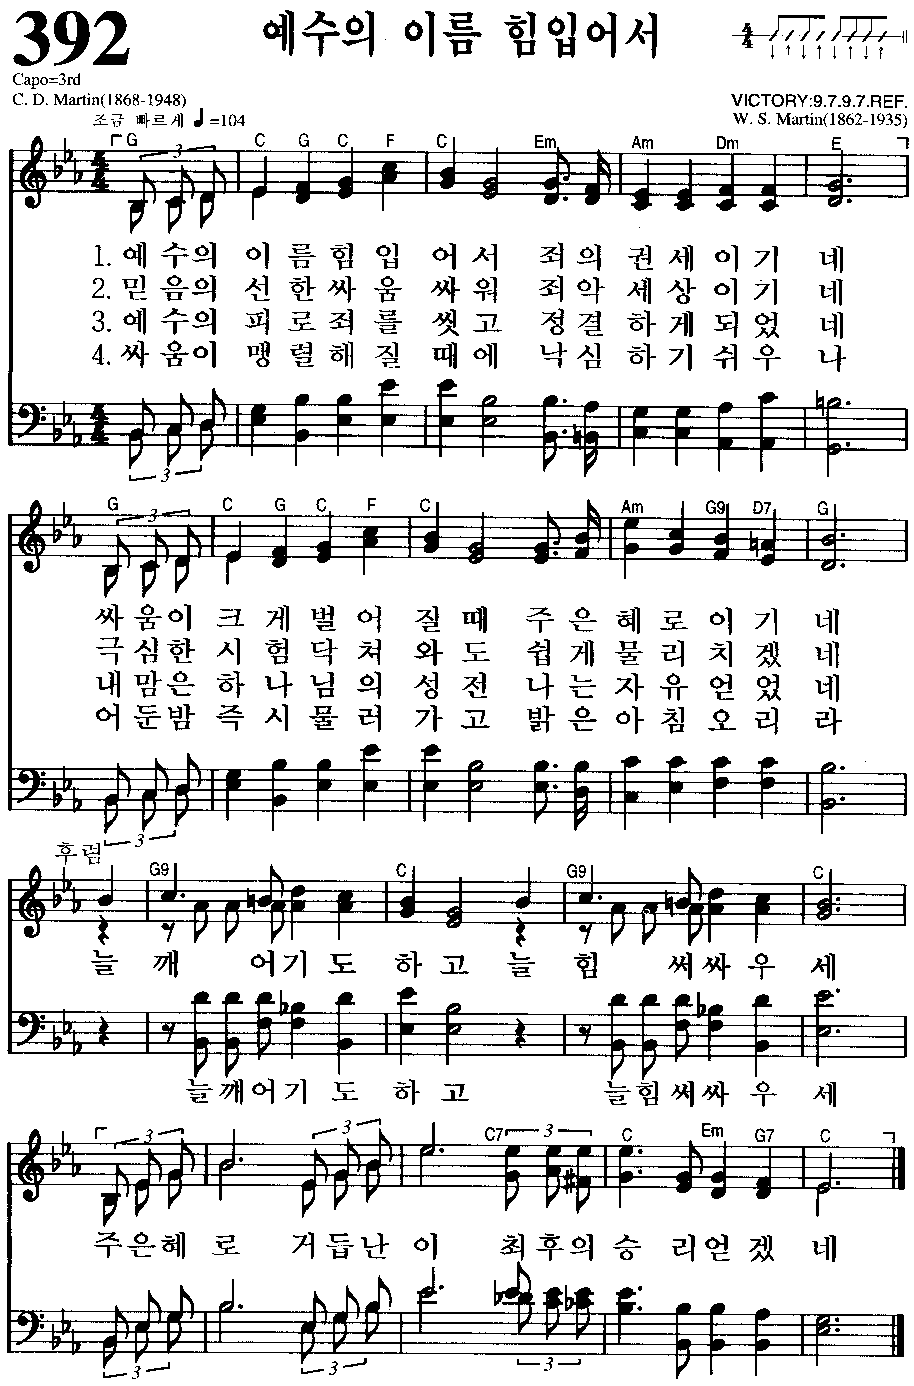 392
예수의 이름 힘입어서
Capo=3rd
C. D. Martin(1868-1948)
VICTORY:9.7.9.7.REF.
조금 빠르게 ♩=104
W. S. Martin(1862-1935)
G C G C F C Em Am Dm E
1. 예수의 이름힘입 어서 죄의 권세이기 네
2. 믿음의 선한싸움 싸워 죄악 세상이기 네
3. 예수의 피로죄를 씻고 정결 하게되었 네
4. 싸움이 맹렬해질 때에 낙심 하기쉬우 나
G C G C F C Am G9 D7 G
싸움이 크게벌어 질때 주은 혜로이기 네
극심한 시험닥쳐 와도 쉽게 물리치겠 네
내맘은 하나님의 성전 나는 자유얻었 네
어둔밤 즉시물러 가고 밝은 아침오리 라
후렴
G9 C G9 C
늘 깨 어기도 하고 늘 힘 써싸우 세
늘깨어기도 하고 늘힘써싸우 세
C7 C Em G7 C
주은혜 로 거듭난 이 최후의 승 리얻겠 네